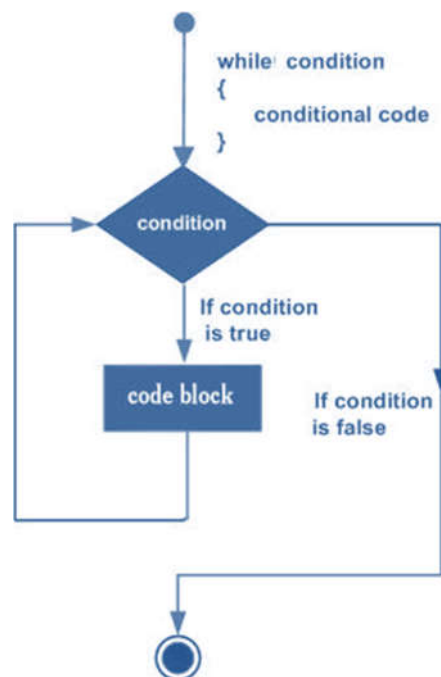 while condition
{
conditional code
}
condition
If condition
is true
code block
If condition
is false